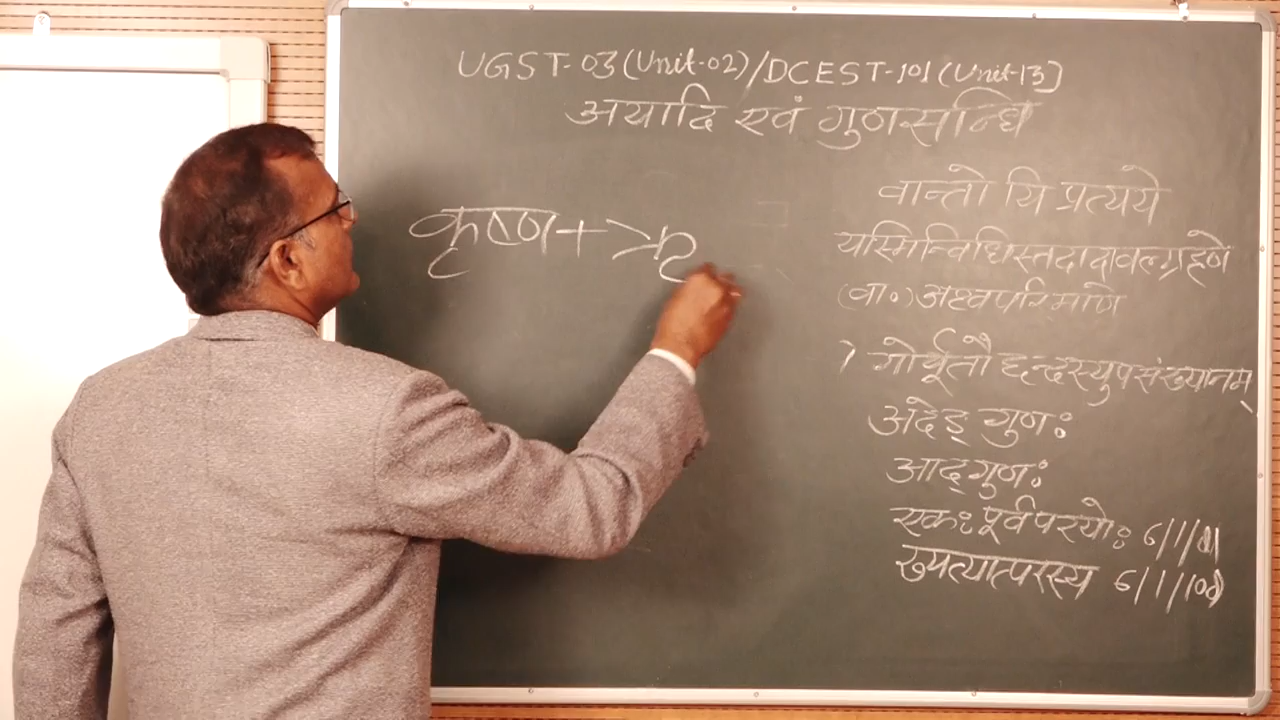 UGST-03(Unit-02)/DCEST-101(Unit-13)
अयादि एवं गुणसन्धि
कृष्ण+ऋ
वान्तो यि प्रत्यये
यस्मिन्विधिस्तदादावल्ग्रहणे
(वा०)अध्वपरिमाणे
गोर्यूतौ छन्दस्युपसंख्यानम्
अदेङ् गुणः
आद्गुणः
एकः पूर्वपरयोः 6/1/
ख्यत्यात्परस्य 6/1/108